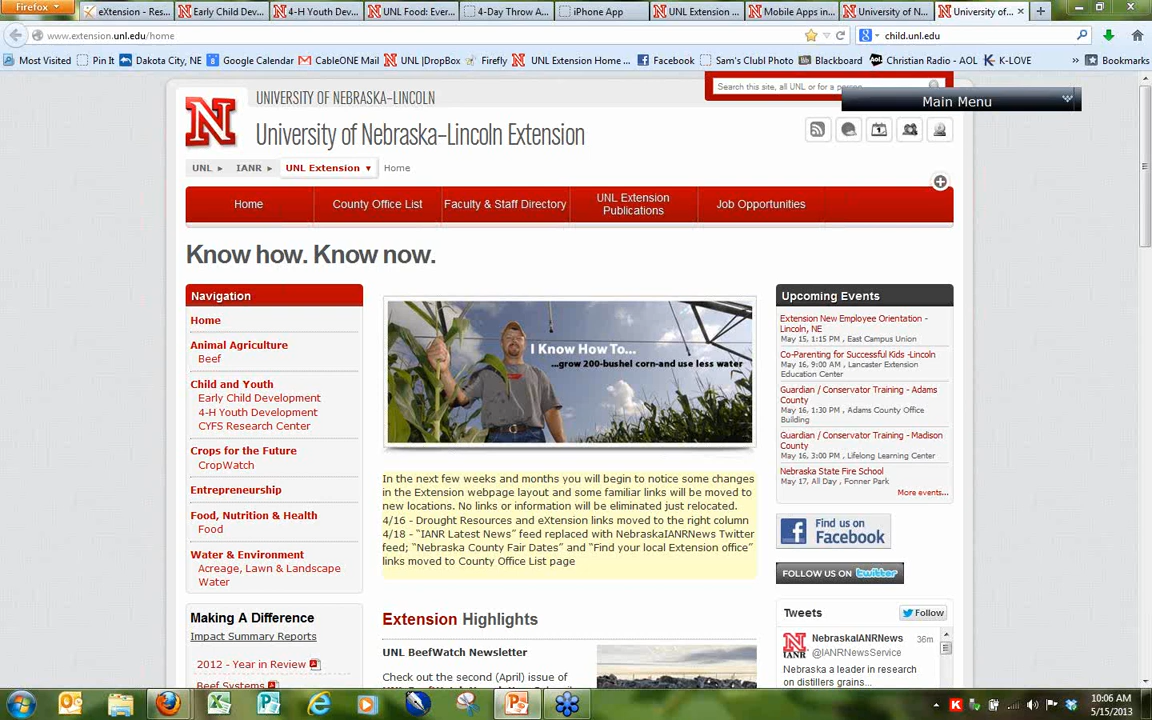 Firefox
eXtension - Res...
Early Child Dev...
4-H Youth Dev...
UNL Food: Ever...
4-Day Throw A...
iPhone App
UNL Extension ...
Mobile Apps in...
University of N...
University of...
www.extension.unl.edu/home
child.unl.edu
Most Visited
Pin It
Dakota City, NE
Google Calendar
CableONE Mail
UNL |DropBox
Firefly
UNL Extension Home ...
Facebook
Sam's Club! Photo
Blackboard
Christian Radio - AOL
K-LOVE
Bookmarks
Search this site, all UNL or for a person
Main Menu
N
UNIVERSITY OF NEBRASKA–LINCOLN
University of Nebraska–Lincoln Extension
UNL
IANR
UNL Extension
Home
Home
County Office List
Faculty & Staff Directory
UNL Extension
Publications
Job Opportunities
Know how. Know now.
Navigation
Home
Animal Agriculture
Beef
Child and Youth
Early Child Development
4-H Youth Development
CYFS Research Center
Crops for the Future
CropWatch
Entrepreneurship
Food, Nutrition & Health
Food
Water & Environment
Acreage, Lawn & Landscape
Water
Making A Difference
Impact Summary Reports
2012 - Year in Review
Beef Systems
I Know How To...
...grow 200-bushel corn-and use less water
In the next few weeks and months you will begin to notice some changes
in the Extension webpage layout and some familiar links will be moved to
new locations. No links or information will be eliminated just relocated.
4/16 - Drought Resources and eXtension links moved to the right column
4/18 - “IANR Latest News” feed replaced with NebraskaIANRNews Twitter
feed; “Nebraska County Fair Dates” and “Find your local Extension office”
links moved to County Office List page
Extension Highlights
UNL BeefWatch Newsletter
Check out the second (April) issue of
Upcoming Events
Extension New Employee Orientation -
Lincoln, NE
May 15, 1:15 PM , East Campus Union
Co-Parenting for Successful Kids -Lincoln
May 16, 9:00 AM , Lancaster Extension
Education Center
Guardian / Conservator Training - Adams
County
May 16, 1:30 PM , Adams County Office
Building
Guardian / Conservator Training - Madison
County
May 16, 3:00 PM , Lifelong Learning Center
Nebraska State Fire School
May 17, All Day , Fonner Park
More events...
Find us on
Facebook
FOLLOW US ON twitter
Tweets
Follow
IANR
NebraskaIANRNews
36m
@IANRNewsService
Nebraska a leader in research
on distillers grains...
10:06 AM
5/15/2013